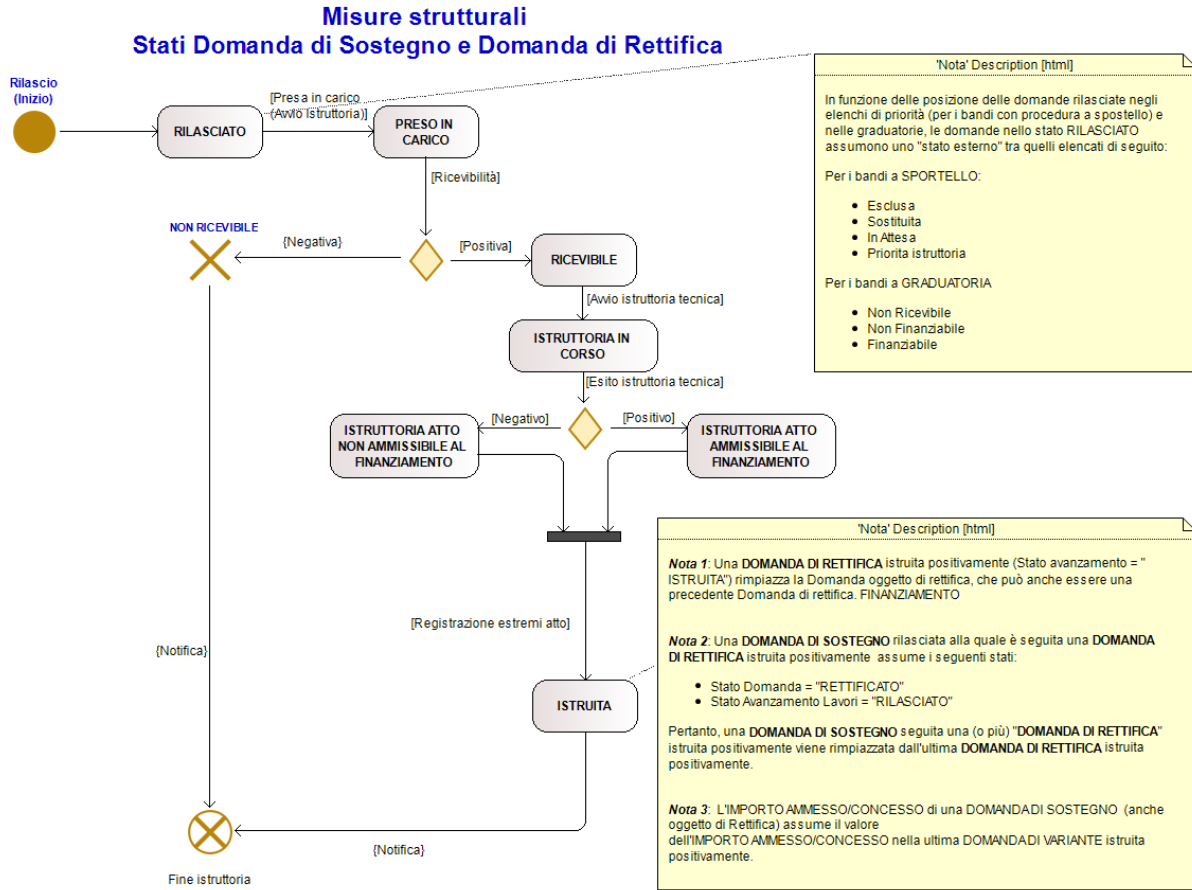 Misure strutturali
Stati Domanda di Sostegno e Domanda di Rettifica
Rilascio
(Inizio)
RILASCIATO
[Presa in carico
(Avvio istruttoria)]
PRESO IN
CARICO
[Ricevibilità]
NON RICEVIBILE
{Negativa}
[Positiva]
RICEVIBILE
[Avvio istruttoria tecnica]
ISTRUTTORIA IN
CORSO
[Esito istruttoria tecnica]
[Negativo]
[Positivo]
ISTRUTTORIA ATTO
NON AMMISSIBILE AL
FINANZIAMENTO
ISTRUTTORIA ATTO
AMMISSIBILE AL
FINANZIAMENTO
[Registrazione estremi atto]
{Notifica}
ISTRUITA
{Notifica}
Fine istruttoria
'Nota' Description [html]
In funzione delle posizione delle domande rilasciate negli
elenchi di priorità (per i bandi con procedura a spostello) e
nelle graduatorie, le domande nello stato RILASCIATO
assumono uno "stato esterno" tra quelli elencati di seguito:
Per i bandi a SPORTELLO:
• Esclusa
• Sostituita
• In Attesa
• Priorita istruttoria
Per i bandi a GRADUATORIA
• Non Ricevibile
• Non Finanziabile
• Finanziabile
'Nota' Description [html]
Nota 1: Una DOMANDA DI RETTIFICA istruita positivamente (Stato avanzamento = "
ISTRUITA") rimpiazza la Domanda oggetto di rettifica, che può anche essere una
precedente Domanda di rettifica. FINANZIAMENTO
Nota 2: Una DOMANDA DI SOSTEGNO rilasciata alla quale è seguita una DOMANDA
DI RETTIFICA istruita positivamente assume i seguenti stati:
• Stato Domanda = "RETTIFICATO"
• Stato Avanzamento Lavori = "RILASCIATO"
Pertanto, una DOMANDA DI SOSTEGNO seguita una (o più) "DOMANDA DI RETTIFICA"
istruita positivamente viene rimpiazzata dall'ultima DOMANDA DI RETTIFICA istruita
positivamente.
Nota 3: L'IMPORTO AMMESSO/CONCESSO di una DOMANDA DI SOSTEGNO (anche
oggetto di Rettifica) assume il valore
dell'IMPORTO AMMESSO/CONCESSO nella ultima DOMANDA DI VARIANTE istruita
positivamente.